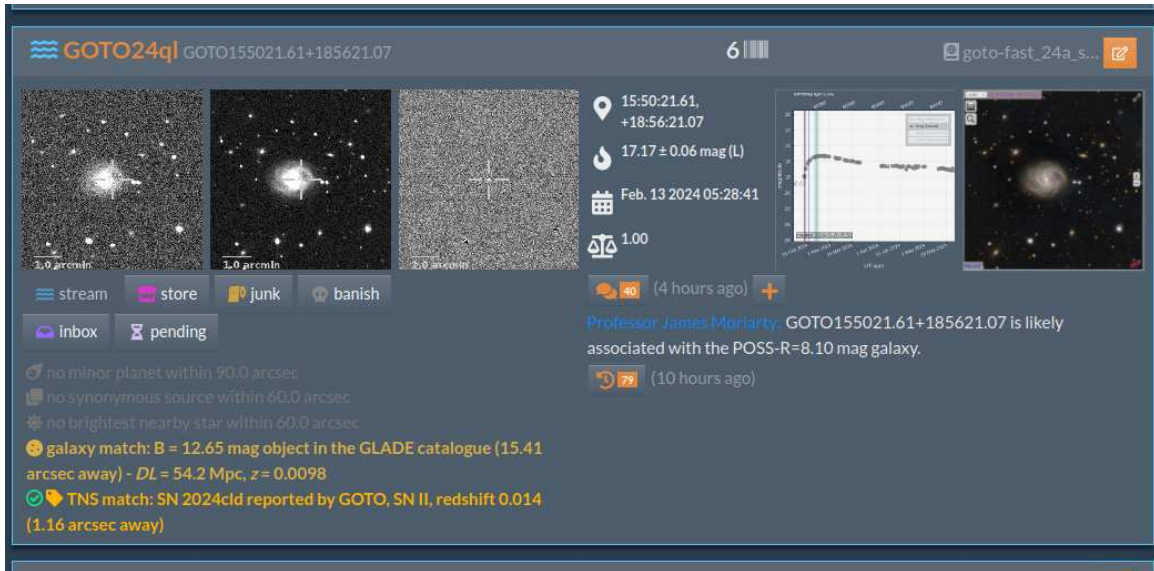 GOTO24ql GOTO155021.61+185621.07
6
goto-fast_24a_s...
1.0 arcmin
1.0 arcmin
1.0 arcmin
15:50:21.61,
+18:56:21.07
17.17 ± 0.06 mag (L)
Feb. 13 2024 05:28:41
1.00
stream
store
junk
banish
inbox
pending
no minor planet within 90.0 arcsec
no synonymous source within 60.0 arcsec
no brightest nearby star within 60.0 arcsec
galaxy match: B = 12.65 mag object in the GLADE catalogue (15.41
arcsec away) - DL = 54.2 Mpc, z = 0.0098
TNS match: SN 2024cld reported by GOTO, SN II, redshift 0.014
(1.16 arcsec away)
40 (4 hours ago)
Professor James Moriarty: GOTO155021.61+185621.07 is likely
associated with the POSS-R=8.10 mag galaxy.
79 (10 hours ago)